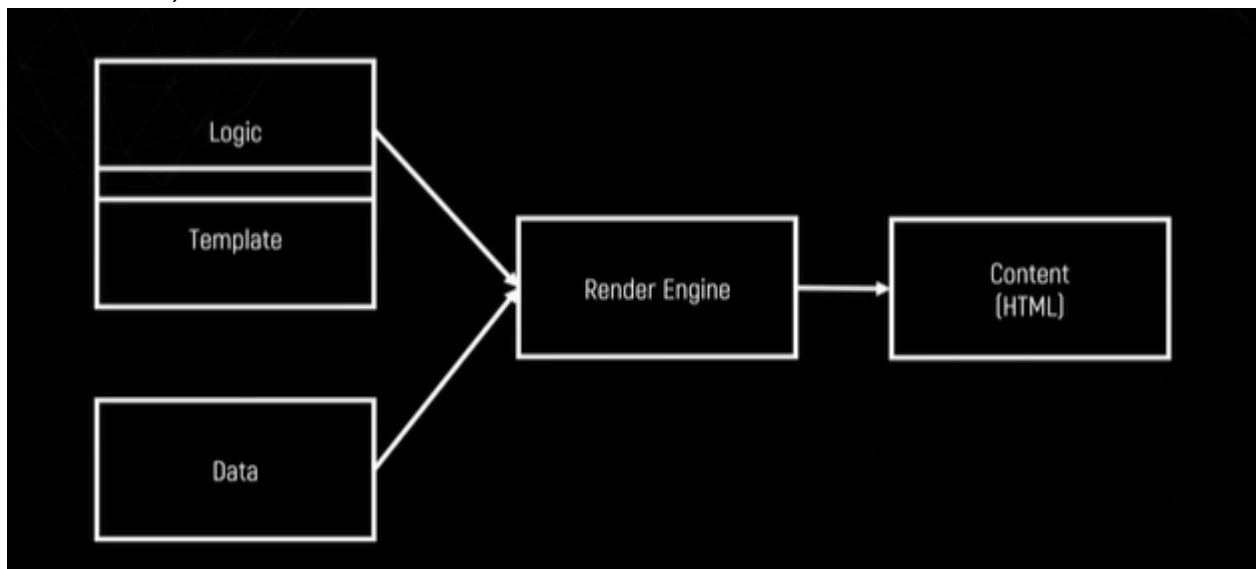 Logic
Template
Data
Render Engine
Content
(HTML)